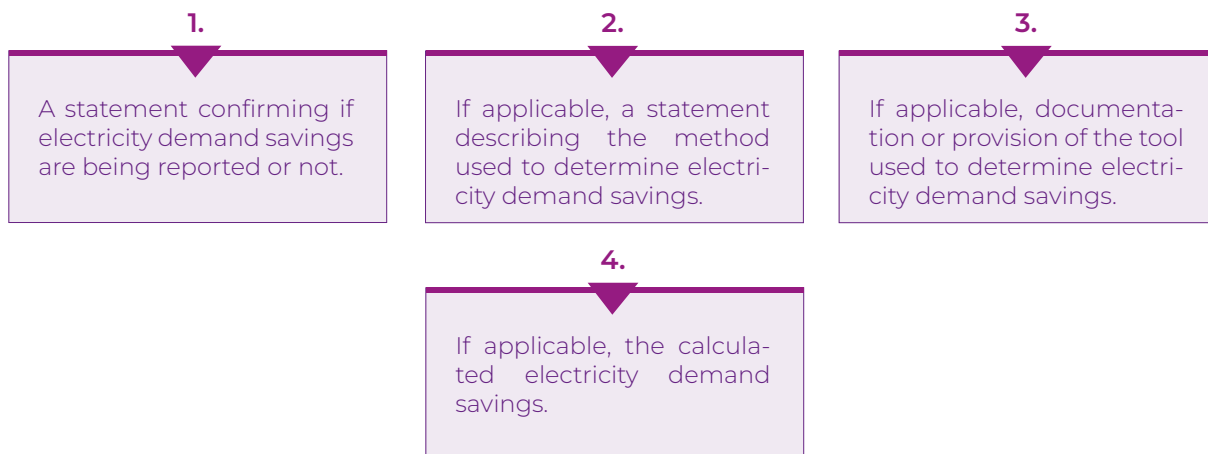 1.
A statement confirming if
electricity demand savings
are being reported or not.
2.
If applicable, a statement
describing the method
used to determine electri-
city demand savings.
3.
If applicable, documenta-
tion or provision of the tool
used to determine electri-
city demand savings.
4.
If applicable, the calcula-
ted electricity demand
savings.